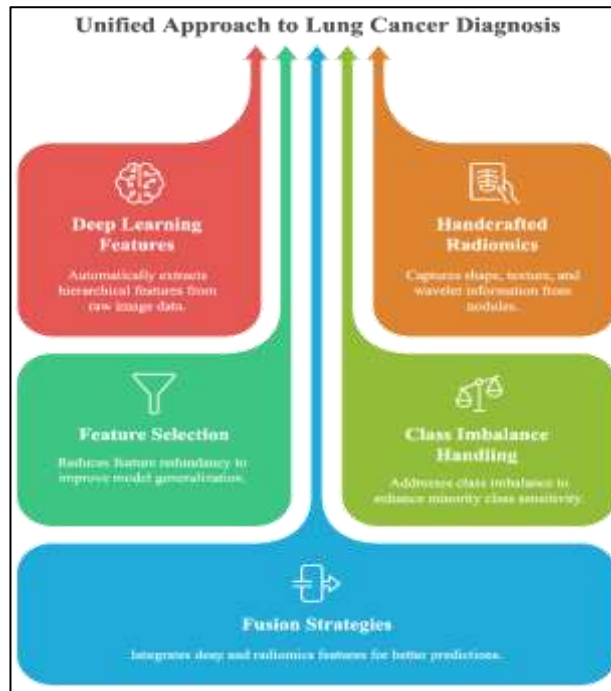 Unified Approach to Lung Cancer Diagnosis
Deep Learning
Features
Automatically extracts
hierarchical features from
raw image data.
Handcrafted
Radiomics
Captures shape, texture, and
wavelet information from
nodules.
Feature Selection
Reduces feature redundancy to
improve model generalization.
Class Imbalance
Handling
Addresses class imbalance to
enhance minority class sensitivity.
Fusion Strategies
Integrates deep and radiomics features for better predictions.